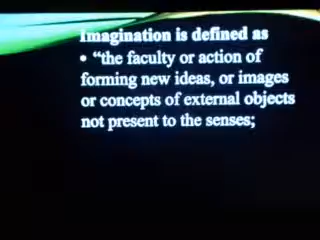 Imagination is defined as
• “the faculty or action of
forming new ideas, or images
or concepts of external objects
not present to the senses;